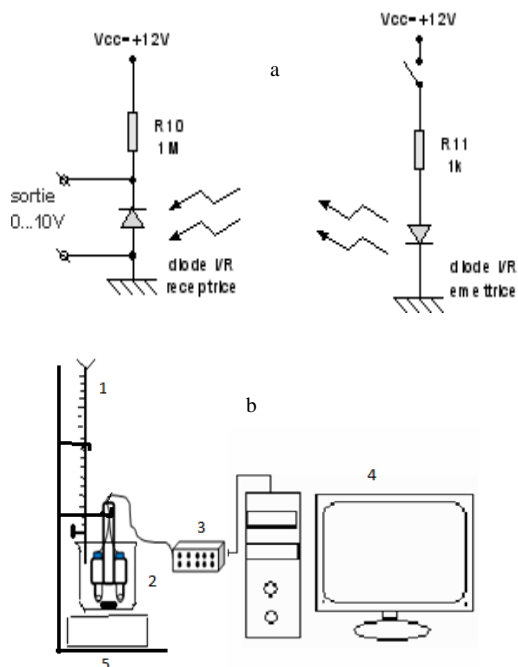 Vcc=+12V
a
Vcc=+12V
R10
1M
R11
1k
sortie
0...10V
diode I/R
receptrice
diode I/R
emettrice
b
1
2
3
4
5